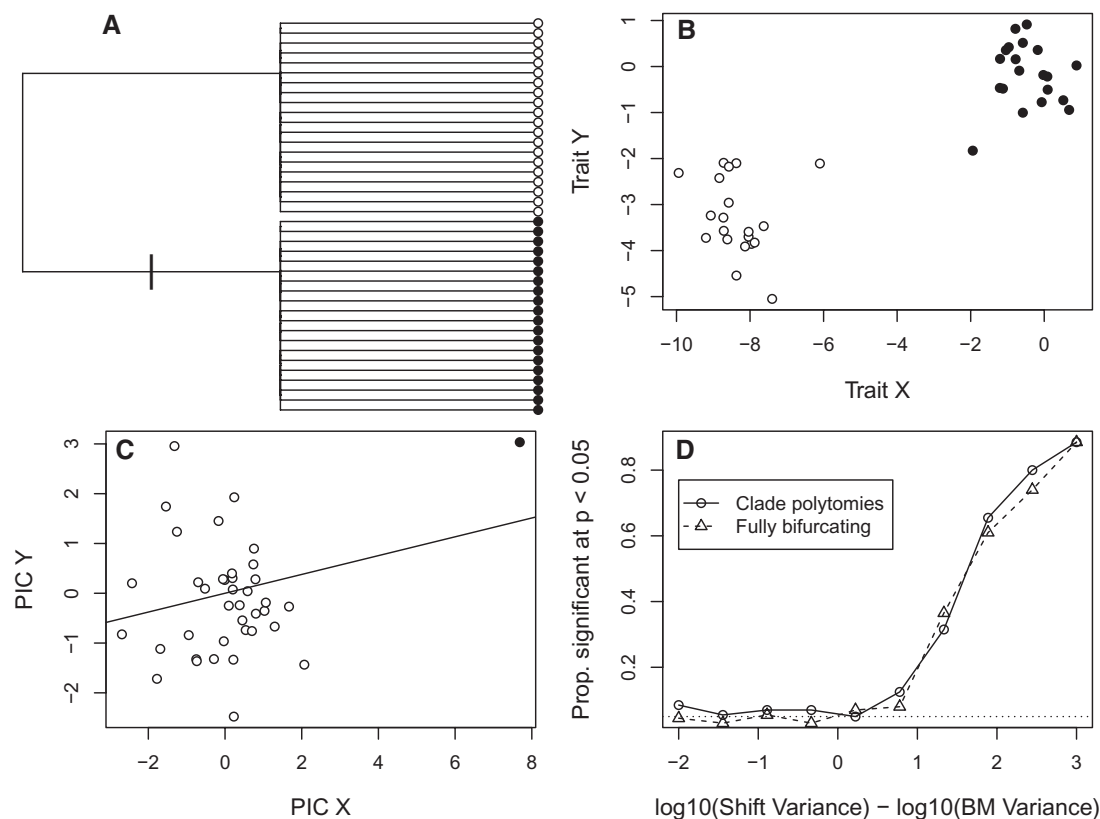 A
B
Trait Y
1
0
−1
−2
−3
−4
−5
−10
−8
−6
−4
−2
0
Trait X
C
PIC Y
3
2
1
0
−1
−2
−2
0
2
4
6
8
PIC X
D
Prop. significant at p < 0.05
0.8
0.6
0.4
0.2
Clade polytomies
Fully bifurcating
−2
−1
0
1
2
3
log10(Shift Variance) − log10(BM Variance)